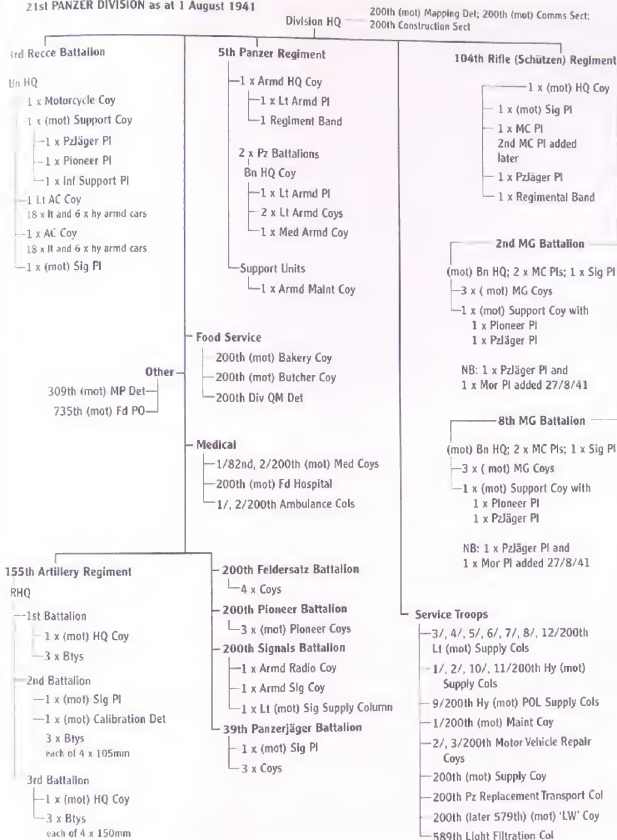 21st PANZER DIVISION as at 1 August 1941
Division HQ
200th (mot) Mapping Det; 200th (mot) Comms Sect;
200th Construction Sect
3rd Recce Battalion
Bn HQ
1 x Motorcycle Coy
1 x (mot) Support Coy
1 x PzJäger Pl
1 x Pioneer Pl
1 x Inf Support Pl
1 Lt AC Coy
18 x lt and 6 x hy armd cars
1 x AC Coy
18 x lt and 6 x hy armd cars
1 x (mot) Sig Pl
5th Panzer Regiment
1 x Armd HQ Coy
1 x Lt Armd Pl
1 Regiment Band
2 x Pz Battalions
Bn HQ Coy
1 x Lt Armd Pl
2 x Lt Armd Coys
1 x Med Armd Coy
Support Units
1 x Armd Maint Coy
104th Rifle (Schützen) Regiment
1 x (mot) HQ Coy
1 x (mot) Sig Pl
1 x MC Pl
2nd MC Pl added
later
1 x PzJäger Pl
1 x Regimental Band
2nd MG Battalion
(mot) Bn HQ; 2 x MC Pls; 1 x Sig Pl
3 x ( mot) MG Coys
1 x (mot) Support Coy with
1 x Pioneer Pl
1 x PzJäger Pl
NB: 1 x PzJäger Pl and
1 x Mor Pl added 27/8/41
8th MG Battalion
(mot) Bn HQ; 2 x MC Pls; 1 x Sig Pl
3 x ( mot) MG Coys
1 x (mot) Support Coy with
1 x Pioneer Pl
1 x PzJäger Pl
NB: 1 x PzJäger Pl and
1 x Mor Pl added 27/8/41
Food Service
200th (mot) Bakery Coy
200th (mot) Butcher Coy
200th Div QM Det
Other
309th (mot) MP Det
735th (mot) Fd PO
Medical
1/82nd, 2/200th (mot) Med Coys
200th (mot) Fd Hospital
1/, 2/200th Ambulance Cols
155th Artillery Regiment
RHQ
1st Battalion
1 x (mot) HQ Coy
3 x Btys
2nd Battalion
1 x (mot) Sig Pl
1 x (mot) Calibration Det
3 x Btys
each of 4 x 105mm
3rd Battalion
1 x (mot) HQ Coy
3 x Btys
each of 4 x 150mm
200th Feldersatz Battalion
4 x Coys
200th Pioneer Battalion
3 x (mot) Pioneer Coys
200th Signals Battalion
1 x Armd Radio Coy
1 x Armd Sig Coy
1 x Lt (mot) Sig Supply Column
39th Panzerjäger Battalion
1 x (mot) Sig Pl
3 x Coys
Service Troops
3/, 4/, 5/, 6/, 7/, 8/, 12/200th
Lt (mot) Supply Cols
1/, 2/, 10/, 11/200th Hy (mot)
Supply Cols
9/200th Hy (mot) POL Supply Cols
1/200th (mot) Maint Coy
2/, 3/200th Motor Vehicle Repair
Coys
200th (mot) Supply Coy
200th Pz Replacement Transport Col
200th (later 579th) (mot) 'LW' Coy
589th Light Filtration Col